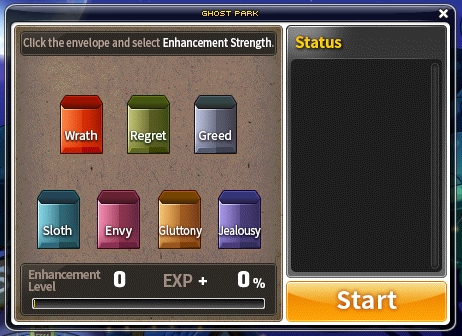 GHOST PARK
Click the envelope and select Enhancement Strength.
Status
Wrath Regret Greed
Sloth Envy Gluttony Jealousy
Enhancement Level 0 EXP + 0 %
Start